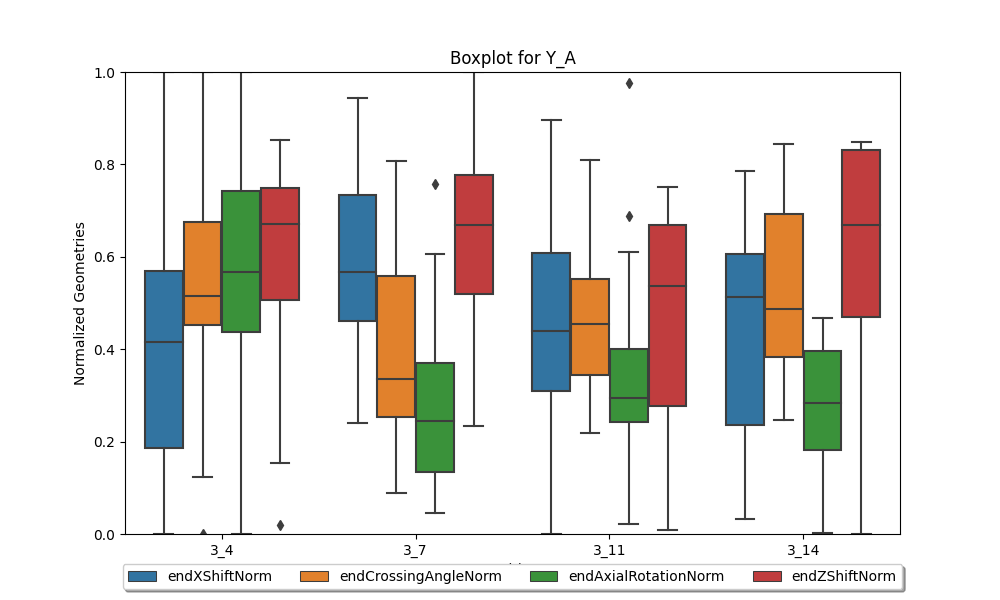 Boxplot for Y_A
Normalized Geometries
1.0
0.8
0.6
0.4
0.2
0.0
3_4 3_7 3_11 3_14
endXShiftNorm endCrossingAngleNorm endAxialRotationNorm endZShiftNorm